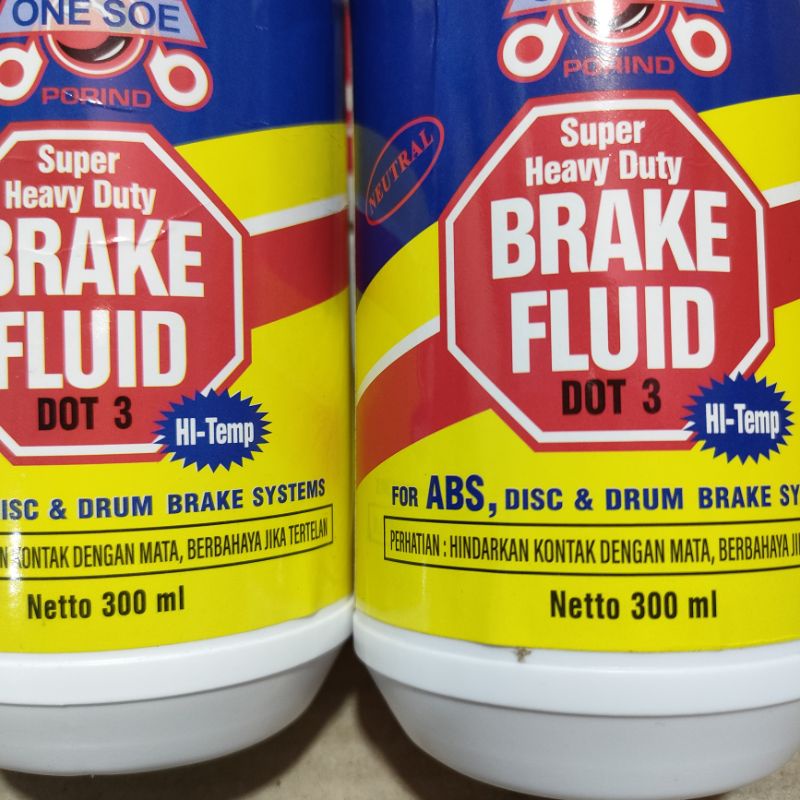 ONE SOE
PORIND
Super
Heavy Duty
BRAKE
FLUID
DOT 3
HI-Temp
DISC & DRUM BRAKE SYSTEMS
KONTAK DENGAN MATA, BERBAHAYA JIKA TERTELAN
Netto 300 ml
PORIND
NEUTRAL
Super
Heavy Duty
BRAKE
FLUID
DOT 3
HI-Temp
FOR ABS, DISC & DRUM BRAKE SY
PERHATIAN : HINDARKAN KONTAK DENGAN MATA, BERBAHAYA JI
Netto 300 ml